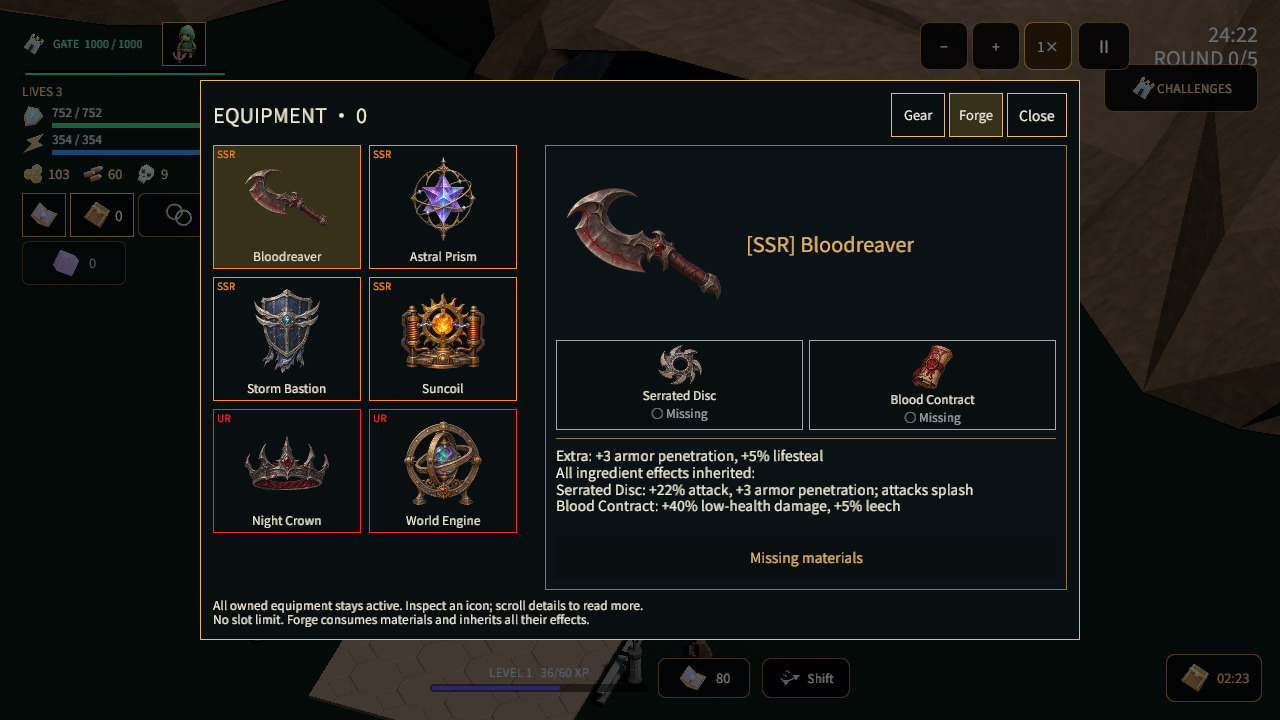 GATE 1000 / 1000
LIVES 3
752 / 752
354 / 354
103
60
9
0
0
−
+
1×
24:22
ROUND 0/5
CHALLENGES
EQUIPMENT • 0
Gear
Forge
Close
SSR
Bloodreaver
SSR
Astral Prism
SSR
Storm Bastion
SSR
Suncoil
UR
Night Crown
UR
World Engine
[SSR] Bloodreaver
Serrated Disc
Missing
Blood Contract
Missing
Extra: +3 armor penetration, +5% lifesteal
All ingredient effects inherited:
Serrated Disc: +22% attack, +3 armor penetration; attacks splash
Blood Contract: +40% low-health damage, +5% leech
Missing materials
All owned equipment stays active. Inspect an icon; scroll details to read more.
No slot limit. Forge consumes materials and inherits all their effects.
LEVEL 1 36/60 XP
80
Shift
02:23